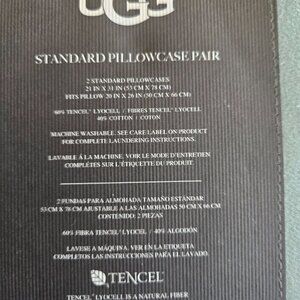 UGG
STANDARD PILLOWCASE PAIR
2 STANDARD PILLOWCASES
21 IN X 31 IN (53 CM X 78 CM)
FITS PILLOW 20 IN X 26 IN (50 CM X 66 CM)
60% TENCEL™ LYOCELL / FIBRES TENCEL™ LYOCELL
40% COTTON / COTON
MACHINE WASHABLE. SEE CARE LABEL ON PRODUCT
FOR COMPLETE LAUNDERING INSTRUCTIONS.
LAVABLE À LA MACHINE. VOIR LE MODE D'ENTRETIEN
COMPLÈTES SUR L'ÉTIQUETTE DU PRODUIT.
2 FUNDAS PARA ALMOHADA TAMAÑO ESTÁNDAR
53 CM X 78 CM AJUSTABLE A LAS ALMOHADAS 50 CM X 66 CM
CONTENIDO: 2 PIEZAS
60% FIBRA TENCEL™ LYOCEL / 40% ALGODÓN
LAVESE A MÁQUINA. VER EN LA ETIQUETA
COMPLETOS LAS INSTRUCCIONES PARA EL LAVADO.
TENCEL™
TENCEL™ LYOCELL IS A NATURAL FIBER